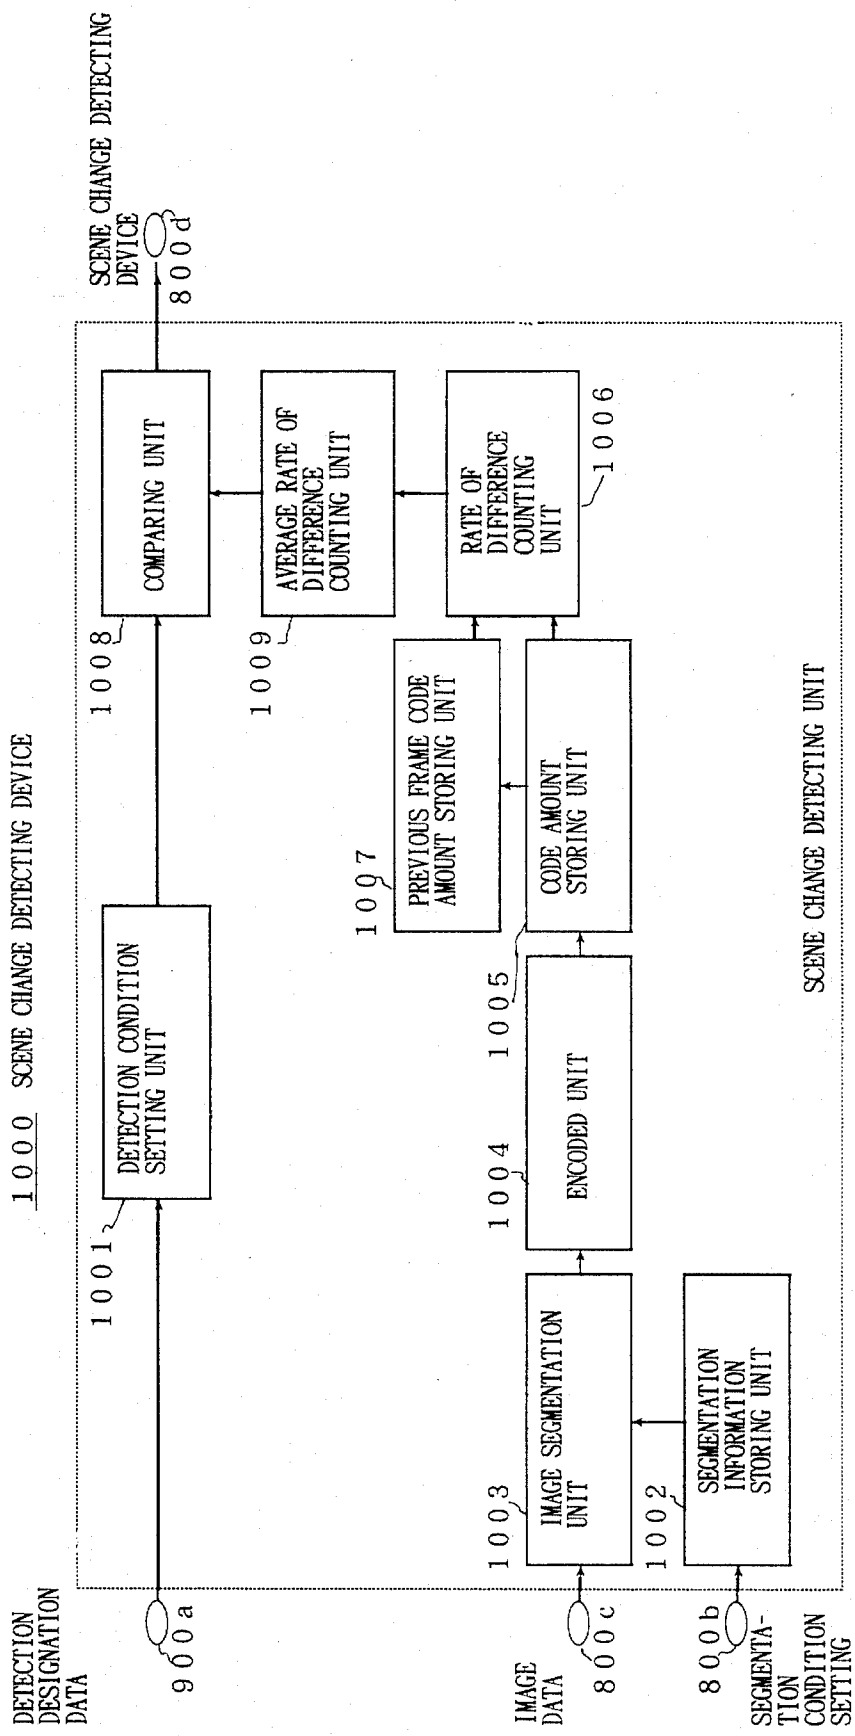 1000 SCENE CHANGE DETECTING DEVICE
DETECTION
DESIGNATION
DATA
900a
1001
DETECTION CONDITION
SETTING UNIT
1008
COMPARING UNIT
SCENE CHANGE DETECTING
DEVICE
800d
1009
AVERAGE RATE OF
DIFFERENCE
COUNTING UNIT
1007
PREVIOUS FRAME CODE
AMOUNT STORING UNIT
RATE OF
DIFFERENCE
COUNTING
UNIT
1006
IMAGE
DATA
800c
1003
IMAGE SEGMENTATION
UNIT
1004
ENCODED UNIT
1005
CODE AMOUNT
STORING UNIT
800b
SEGMENTA-
TION
CONDITION
SETTING
1002
SEGMENTATION
INFORMATION
STORING UNIT
SCENE CHANGE DETECTING UNIT